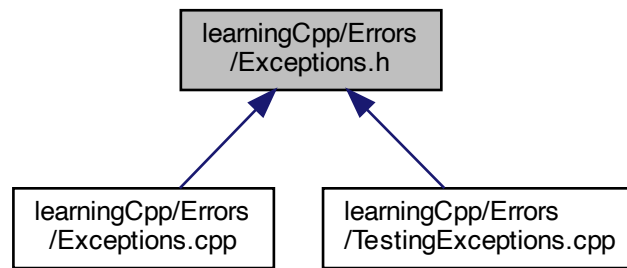 learningCpp/Errors
/Exceptions.h
learningCpp/Errors
/Exceptions.cpp
learningCpp/Errors
/TestingExceptions.cpp